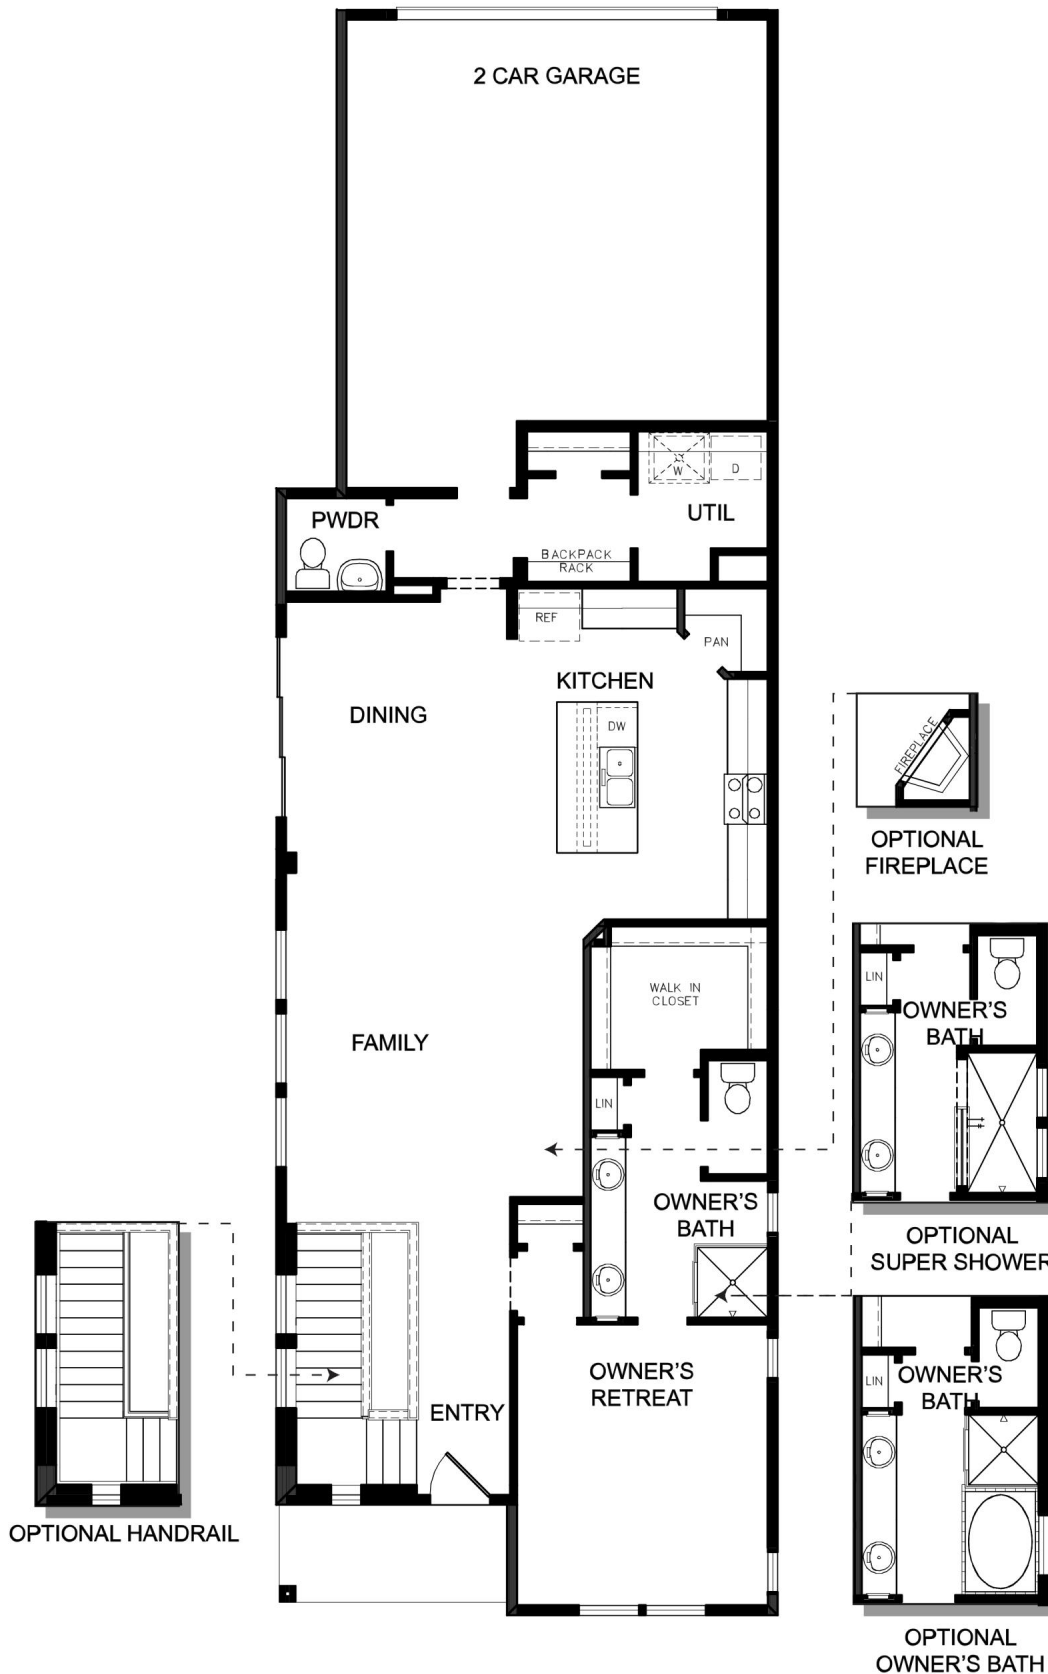 2 CAR GARAGE
W
D
PWDR
UTIL
BACKPACK
RACK
REF
PAN
KITCHEN
DINING
DW
FIREPLACE
OPTIONAL
FIREPLACE
WALK IN
CLOSET
FAMILY
LIN
OWNER'S
BATH
LIN
OWNER'S
BATH
OPTIONAL
SUPER SHOWER
OWNER'S
RETREAT
ENTRY
LIN
OWNER'S
BATH
OPTIONAL HANDRAIL
OPTIONAL
OWNER'S BATH